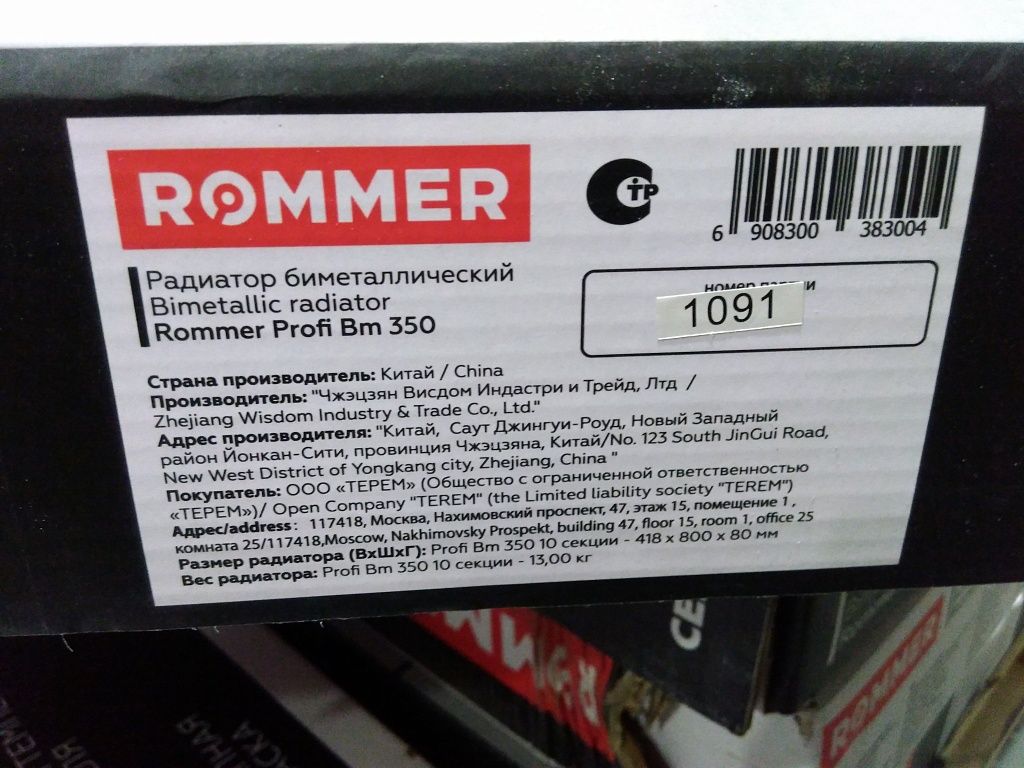 ROMMER
СТР
6 908300 383004
Радиатор биметаллический
Bimetallic radiator
Rommer Profi Bm 350
номер
1091
Страна производитель: Китай / China
Производитель: "Чжэцзян Висдом Индастри и Трейд, Лтд /
Zhejiang Wisdom Industry & Trade Co., Ltd."
Адрес производителя: "Китай, Саут Джингуи-Роуд, Новый Западный
район Йонкан-Сити, провинция Чжэцзяна, Китай/No. 123 South JinGui Road,
New West District of Yongkang city, Zhejiang, China "
Покупатель: ООО «ТЕРЕМ» (Общество с ограниченной ответственностью
«ТЕРЕМ»)/ Open Company "TEREM" (the Limited liability society "TEREM")
Адрес/address: 117418, Москва, Нахимовский проспект, 47, этаж 15, помещение 1,
комната 25/117418,Moscow, Nakhimovsky Prospekt, building 47, floor 15, room 1, office 25
Размер радиатора (ВхШхГ): Profi Bm 350 10 секции - 418 x 800 x 80 мм
Вес радиатора: Profi Bm 350 10 секции - 13,00 кг
ROMMER